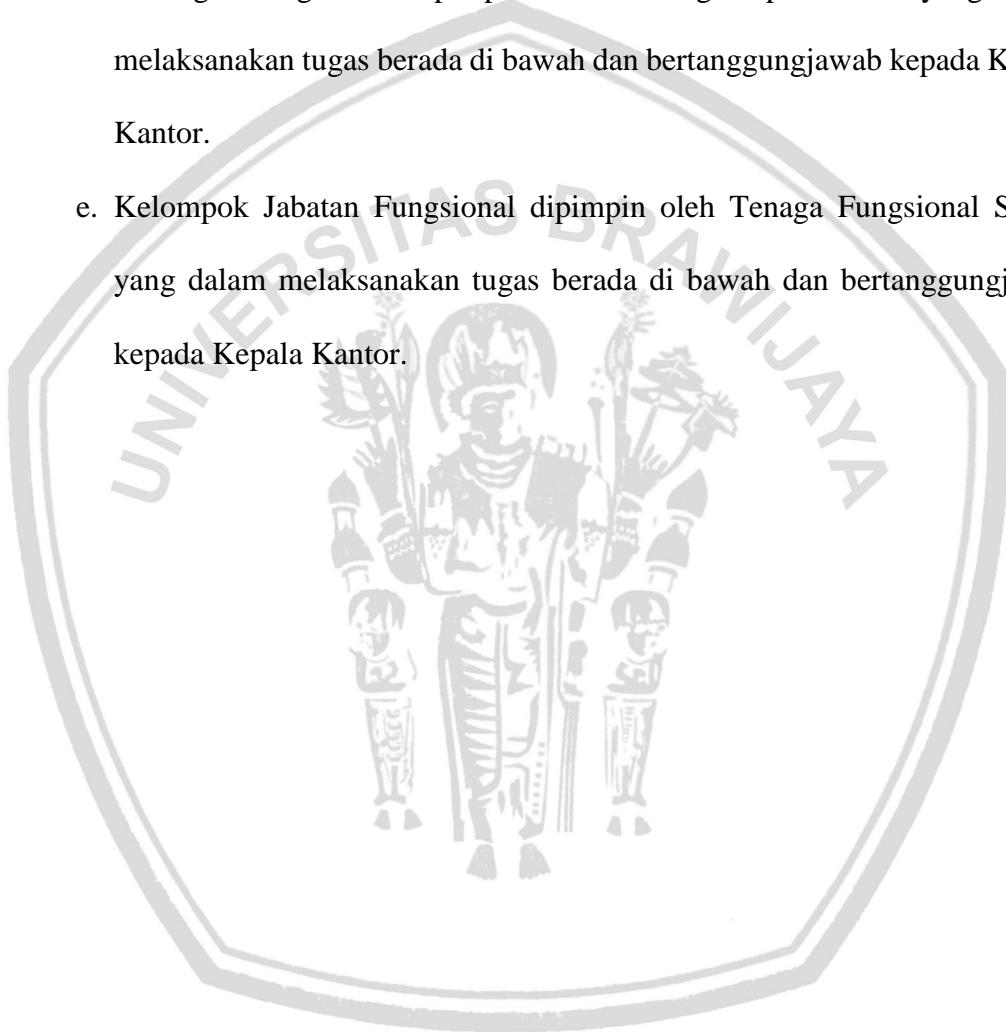 melaksanakan tugas berada di bawah dan bertanggungjawab kepada
Kantor.
e. Kelompok Jabatan Fungsional dipimpin oleh Tenaga Fungsional
yang dalam melaksanakan tugas berada di bawah dan
kepada Kepala Kantor.
UNIVERSITAS BRAWIJAYA